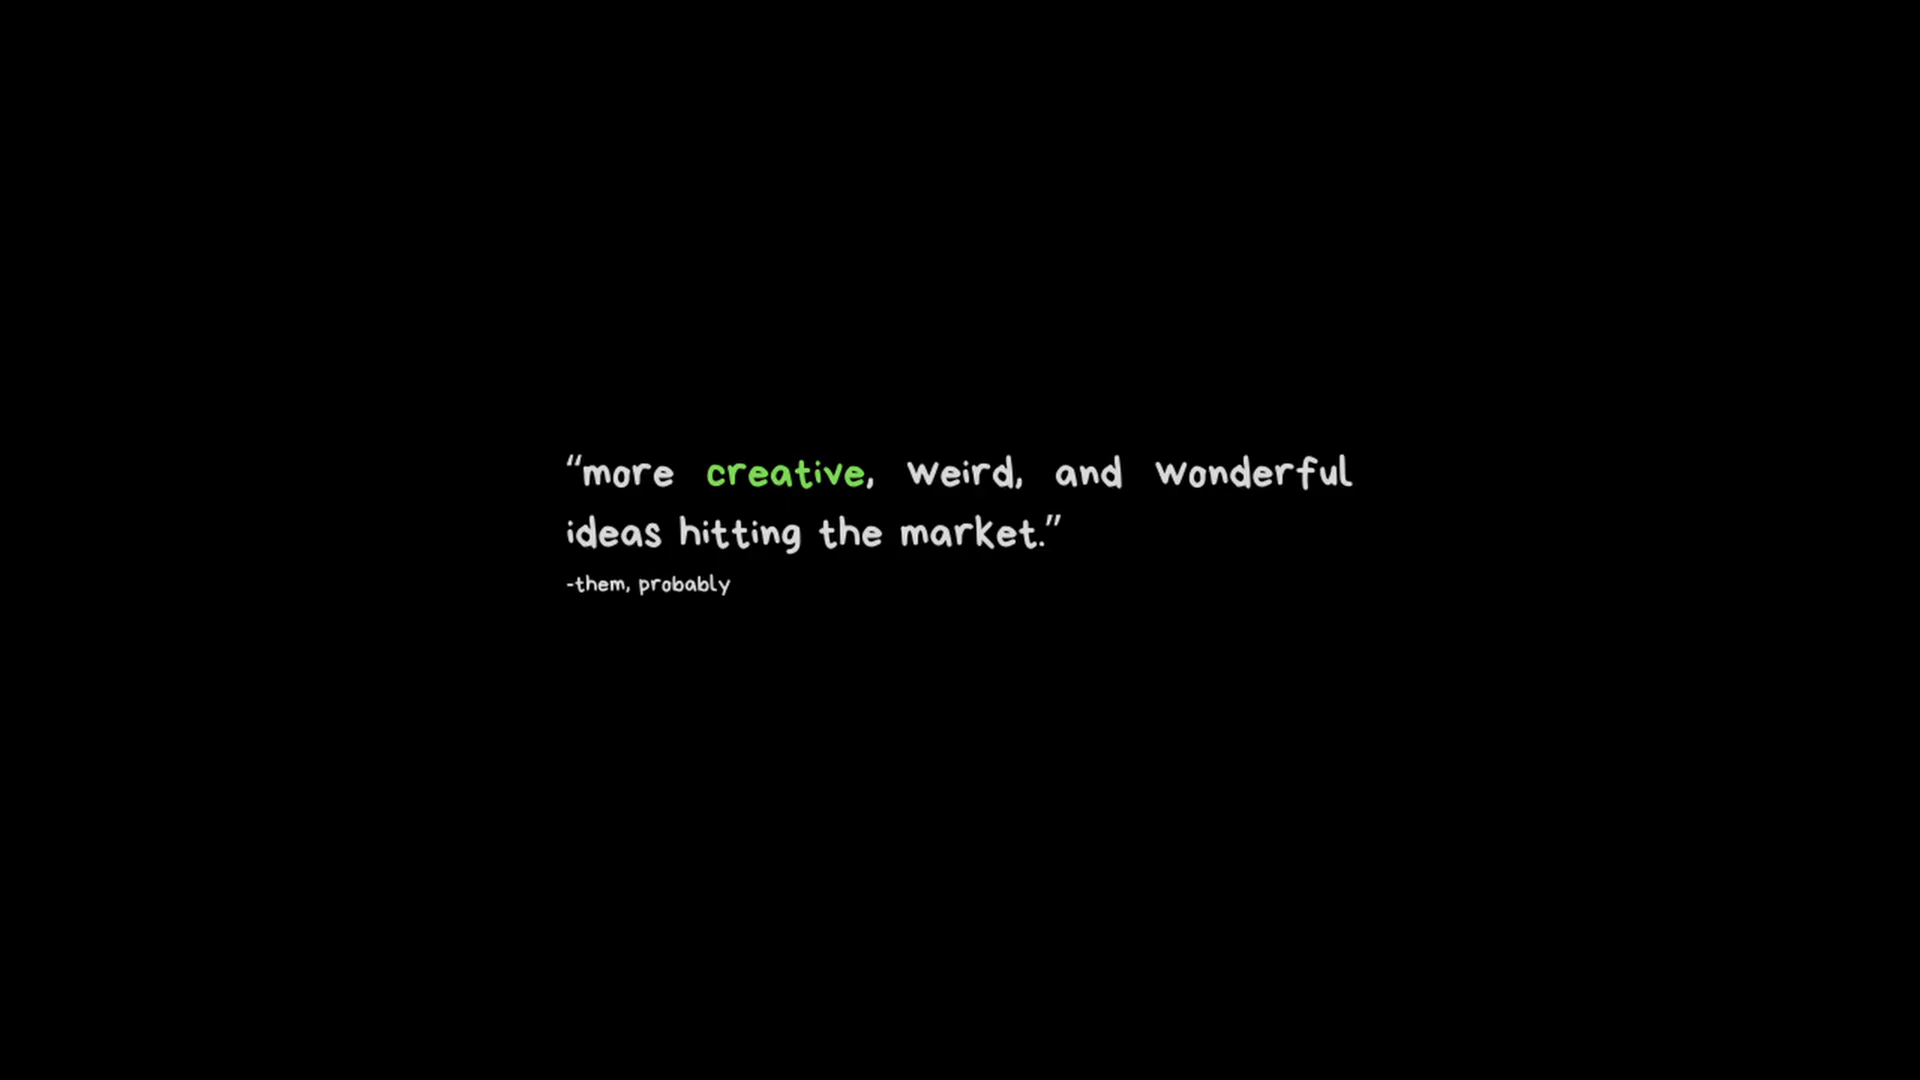 “more creative, weird, and wonderful
ideas hitting the market.”
-them, probably